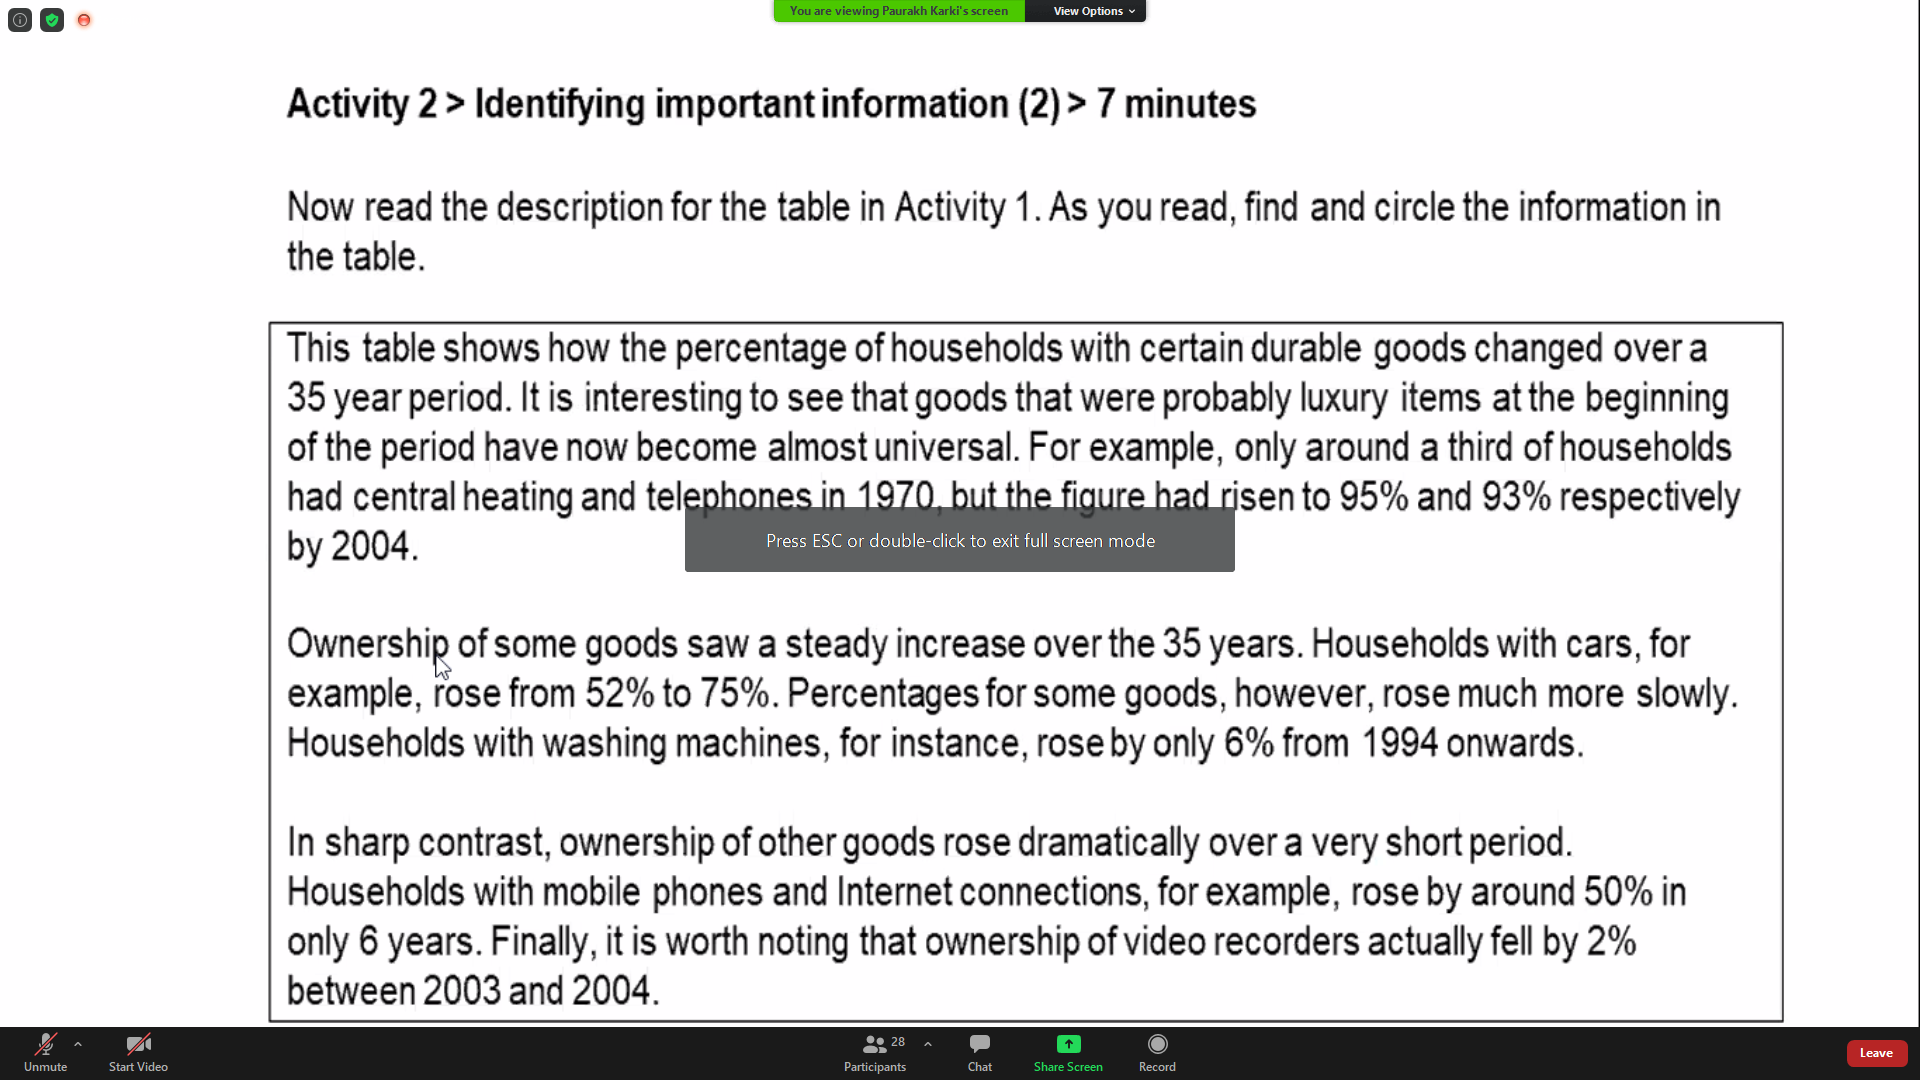 You are viewing Paurakh Karki's screen View Options
Activity 2 > Identifying important information (2) > 7 minutes
Now read the description for the table in Activity 1. As you read, find and circle the information in
the table.
This table shows how the percentage of households with certain durable goods changed over a
35 year period. It is interesting to see that goods that were probably luxury items at the beginning
of the period have now become almost universal. For example, only around a third of households
had central heating and telephones in 1970, but the figure had risen to 95% and 93% respectively
Press ESC or double-click to exit full screen mode
by 2004.
Ownership of some goods saw a steady increase over the 35 years. Households with cars, for
example, rose from 52% to 75%. Percentages for some goods, however, rose much more slowly.
Households with washing machines, for instance, rose by only 6% from 1994 onwards.
In sharp contrast, ownership of other goods rose dramatically over a very short period.
Households with mobile phones and Internet connections, for example, rose by around 50% in
only 6 years. Finally, it is worth noting that ownership of video recorders actually fell by 2%
between 2003 and 2004.
28
Unmute Start Video Participants Chat Share Screen Record Leave